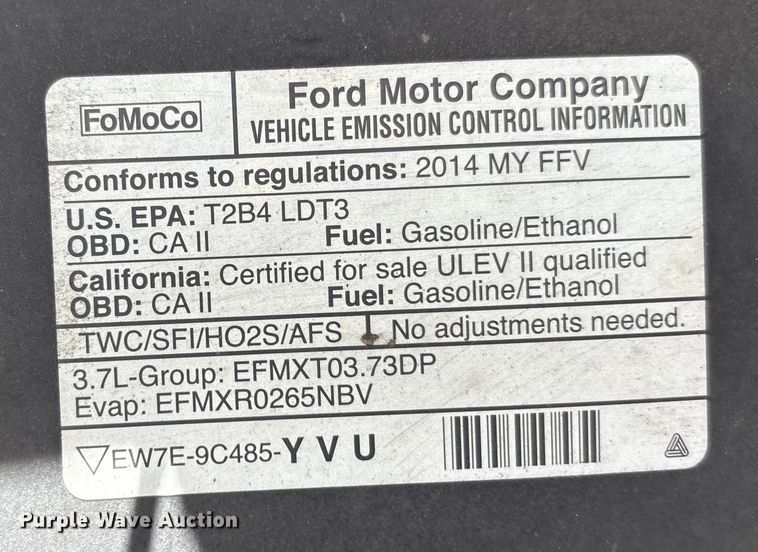 FoMoCo
Ford Motor Company
VEHICLE EMISSION CONTROL INFORMATION
Conforms to regulations: 2014 MY FFV
U.S. EPA: T2B4 LDT3
OBD: CA II Fuel: Gasoline/Ethanol
California: Certified for sale ULEV II qualified
OBD: CA II Fuel: Gasoline/Ethanol
TWC/SFI/HO2S/AFS No adjustments needed.
3.7L-Group: EFMXT03.73DP
Evap: EFMXR0265NBV
EW7E-9C485-Y V U
Purple Wave Auction